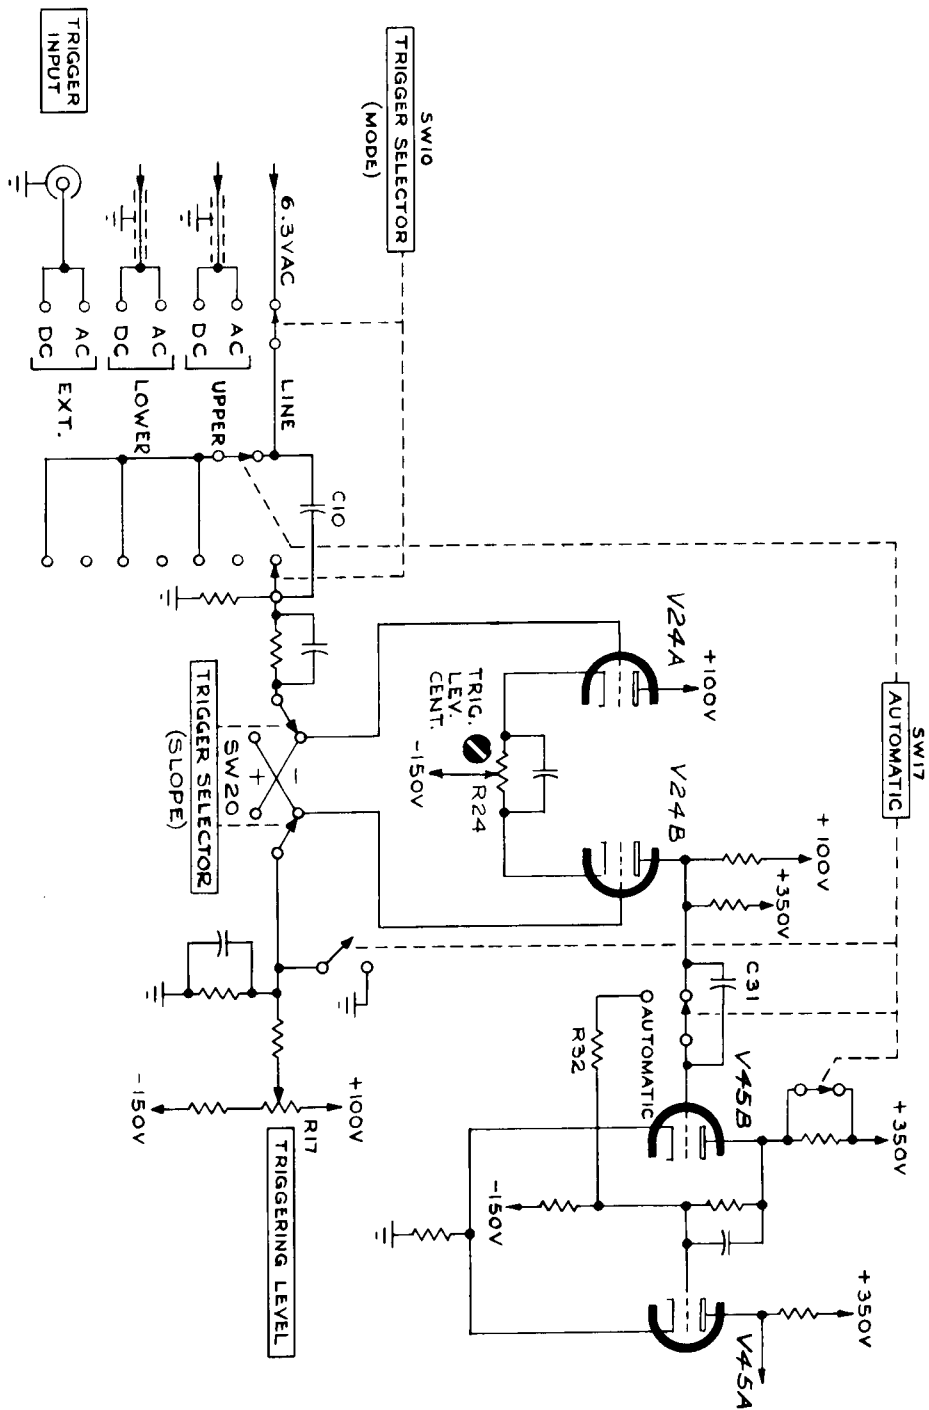 TRIGGER
INPUT
SW10
TRIGGER SELECTOR
(MODE)
6.3VAC
AC
DC
AC
DC
AC
DC
LINE
UPPER
LOWER
EXT.
C10
TRIGGER SELECTOR
(SLOPE)
SW20
+
-
V24A
+100V
TRIG.
LEV.
CENT.
-150V
R24
V24B
+100V
+350V
SW17
AUTOMATIC
C31
AUTOMATIC
R32
V45B
+350V
-150V
+100V
R17
-150V
TRIGGERING LEVEL
+350V
V45A